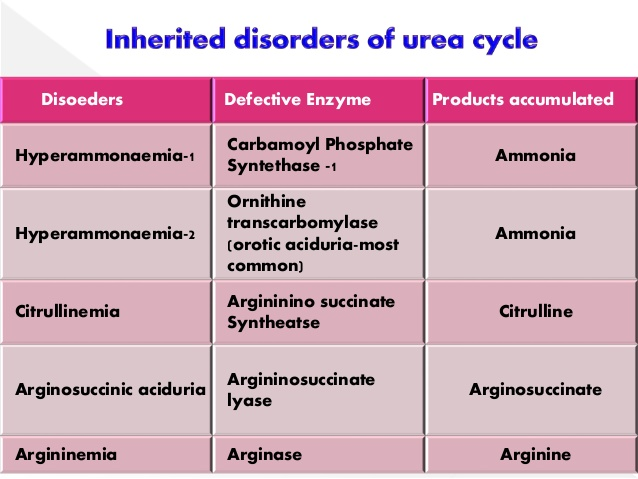 Inherited disorders of urea cycle
Disoeders Defective Enzyme Products accumulated
Hyperammonaemia-1
Carbamoyl Phosphate
Syntethase -1
Ammonia
Hyperammonaemia-2
Ornithine
transcarbomylase
(orotic aciduria-most
common)
Ammonia
Citrullinemia
Argininino succinate
Syntheatse
Citrulline
Arginosuccinic aciduria
Argininosuccinate
lyase
Arginosuccinate
Argininemia Arginase Arginine